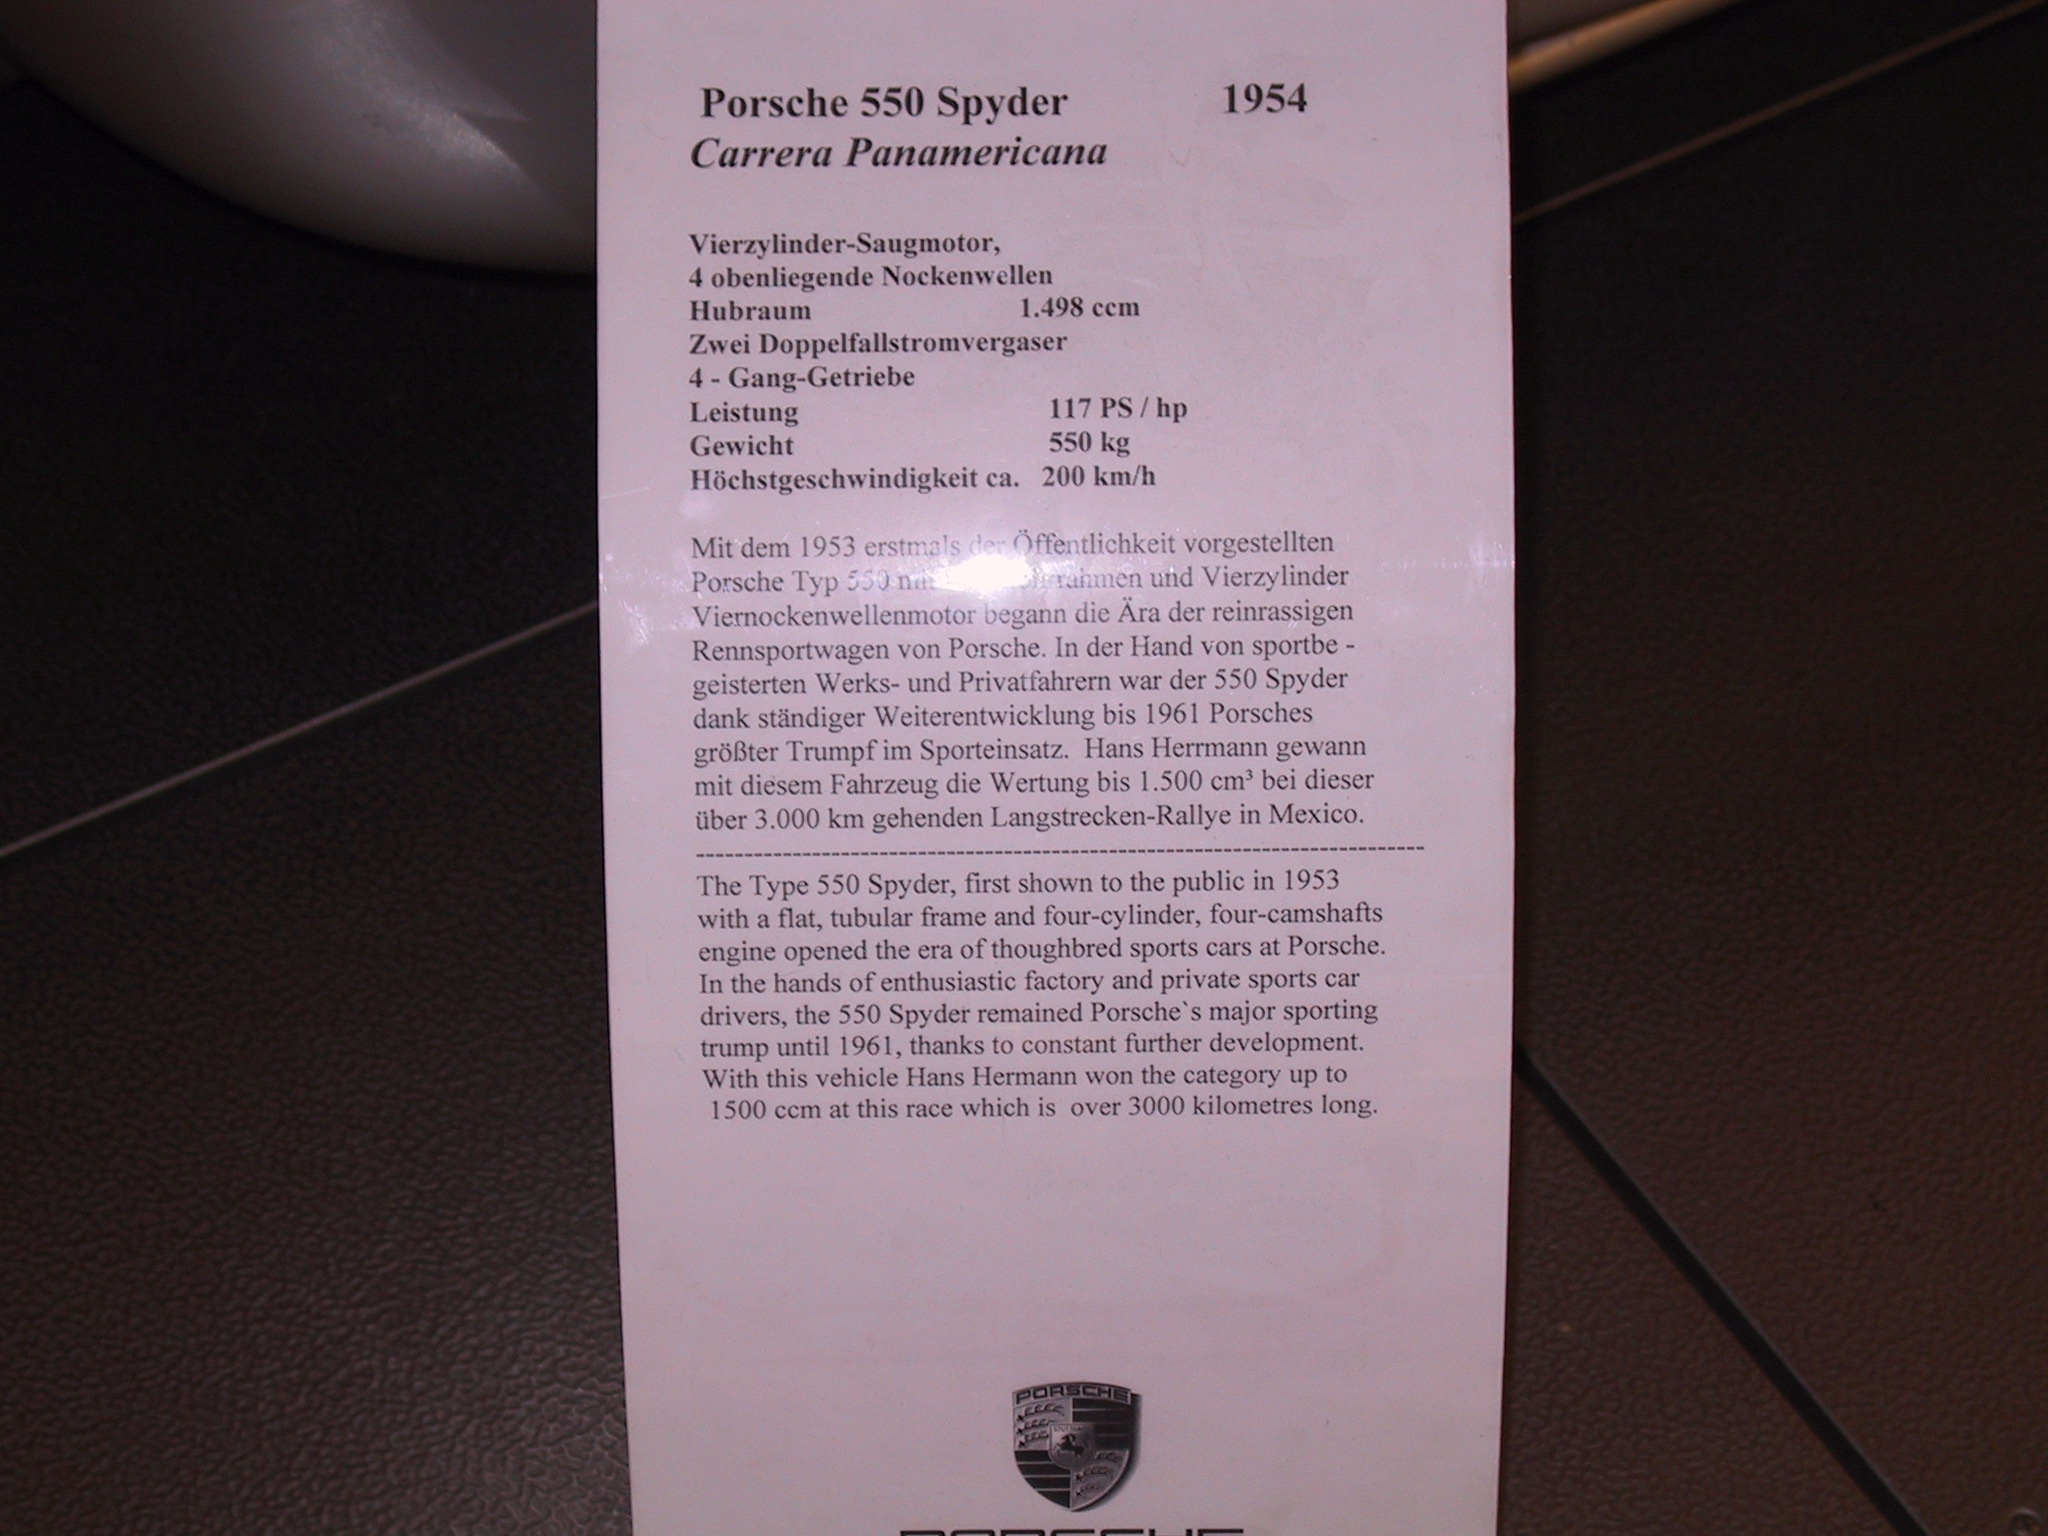 Porsche 550 Spyder 1954
Carrera Panamericana
Vierzylinder-Saugmotor,
4 obenliegende Nockenwellen
Hubraum 1.498 ccm
Zwei Doppelfallstromvergaser
4 - Gang-Getriebe
Leistung 117 PS / hp
Gewicht 550 kg
Höchstgeschwindigkeit ca. 200 km/h
Mit dem 1953 erstmals der Öffentlichkeit vorgestellten
Porsche Typ 550 und Vierzylinder
Viernockenwellenmotor begann die Ära der reinrassigen
Rennsportwagen von Porsche. In der Hand von sportbe -
geisterten Werks- und Privatfahrern war der 550 Spyder
dank ständiger Weiterentwicklung bis 1961 Porsches
größter Trumpf im Sporteinsatz. Hans Herrmann gewann
mit diesem Fahrzeug die Wertung bis 1.500 cm³ bei dieser
über 3.000 km gehenden Langstrecken-Rallye in Mexico.
The Type 550 Spyder, first shown to the public in 1953
with a flat, tubular frame and four-cylinder, four-camshafts
engine opened the era of thoughbred sports cars at Porsche.
In the hands of enthusiastic factory and private sports car
drivers, the 550 Spyder remained Porsche`s major sporting
trump until 1961, thanks to constant further development.
With this vehicle Hans Hermann won the category up to
1500 ccm at this race which is over 3000 kilometres long.
PORSCHE
PORSCHE